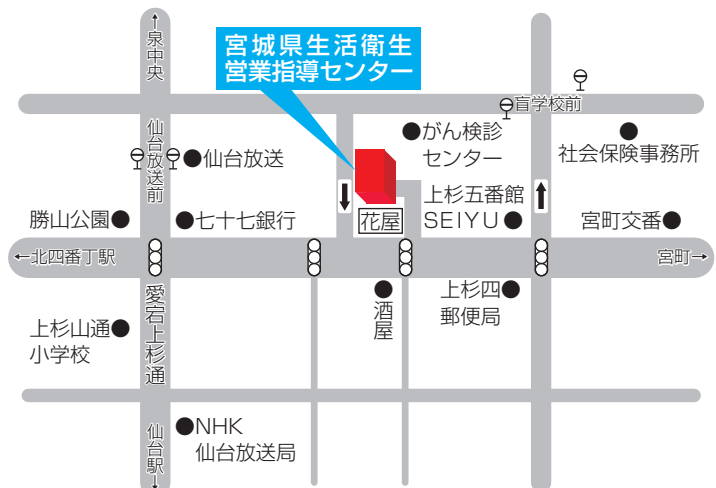 ↑泉中央
宮城県生活衛生
営業指導センター
盲学校前
仙台放送前
●仙台放送
●がん検診
センター
●
社会保険事務所
勝山公園●
●七十七銀行
花屋
上杉五番館
SEIYU●
宮町交番●
←北四番丁駅
宮町→
愛宕上杉通
●
酒屋
上杉四●
郵便局
上杉山通●
小学校
●NHK
仙台放送局
仙台駅↓